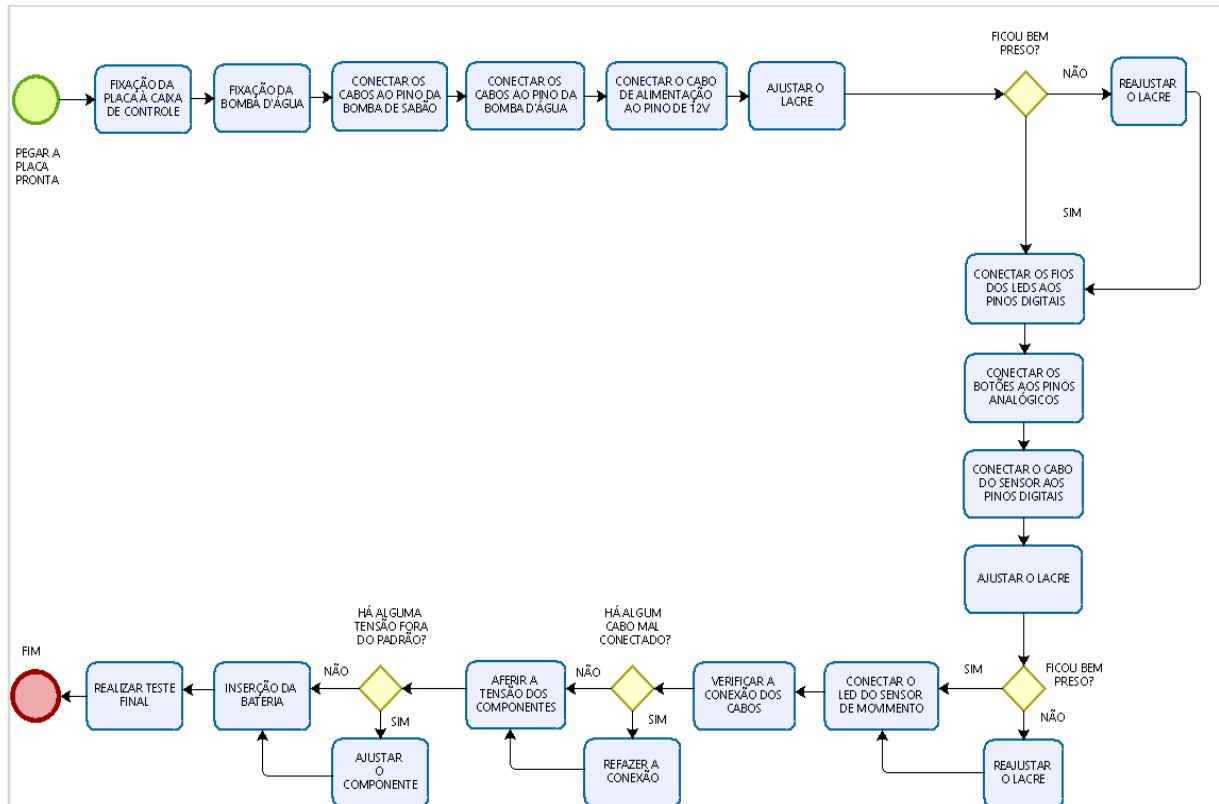 PEGAR A
PLACA
PRONTA
FIXAÇÃO DA
PLACA À CAIXA
DE CONTROLE
FIXAÇÃO DA
BOMBA D'ÁGUA
CONECTAR OS
CABOS AO PINO DA
BOMBA DE SABÃO
CONECTAR OS
CABOS AO PINO DA
BOMBA D'ÁGUA
CONECTAR O CABO
DE ALIMENTAÇÃO
AO PINO DE 12V
AJUSTAR O
LACRE
FICOU BEM
PRESO?
NÃO
REAJUSTAR
O LACRE
SIM
CONECTAR OS FIOS
DOS LEDS AOS
PINOS DIGITAIS
CONECTAR OS
BOTÕES AOS PINOS
ANALÓGICOS
CONECTAR O CABO
DO SENSOR AOS
PINOS DIGITAIS
AJUSTAR O LACRE
FICOU BEM
PRESO?
SIM
NÃO
REAJUSTAR
O LACRE
CONECTAR O
LED DO SENSOR
DE MOVIMENTO
VERIFICAR A
CONEXÃO DOS
CABOS
HÁ ALGUM
CABO MAL
CONECTADO?
NÃO
SIM
REFAZER A
CONEXÃO
AFERIR A
TENSÃO DOS
COMPONENTES
HÁ ALGUMA
TENSÃO FORA
DO PADRÃO?
NÃO
SIM
AJUSTAR
O
COMPONENTE
INSERÇÃO DA
BATERIA
REALIZAR TESTE
FINAL
FIM